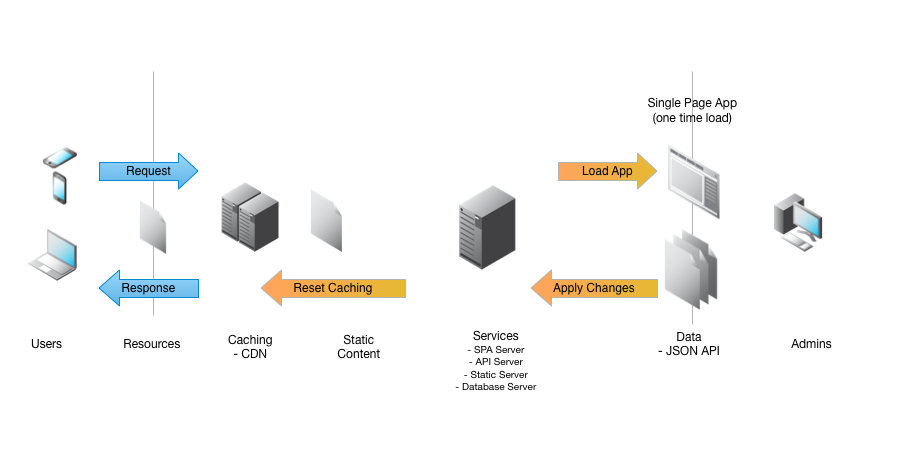 Single Page App
(one time load)
Request
Load App
Response
Reset Caching
Apply Changes
Users
Resources
Caching
- CDN
Static
Content
Services
- SPA Server
- API Server
- Static Server
- Database Server
Data
- JSON API
Admins